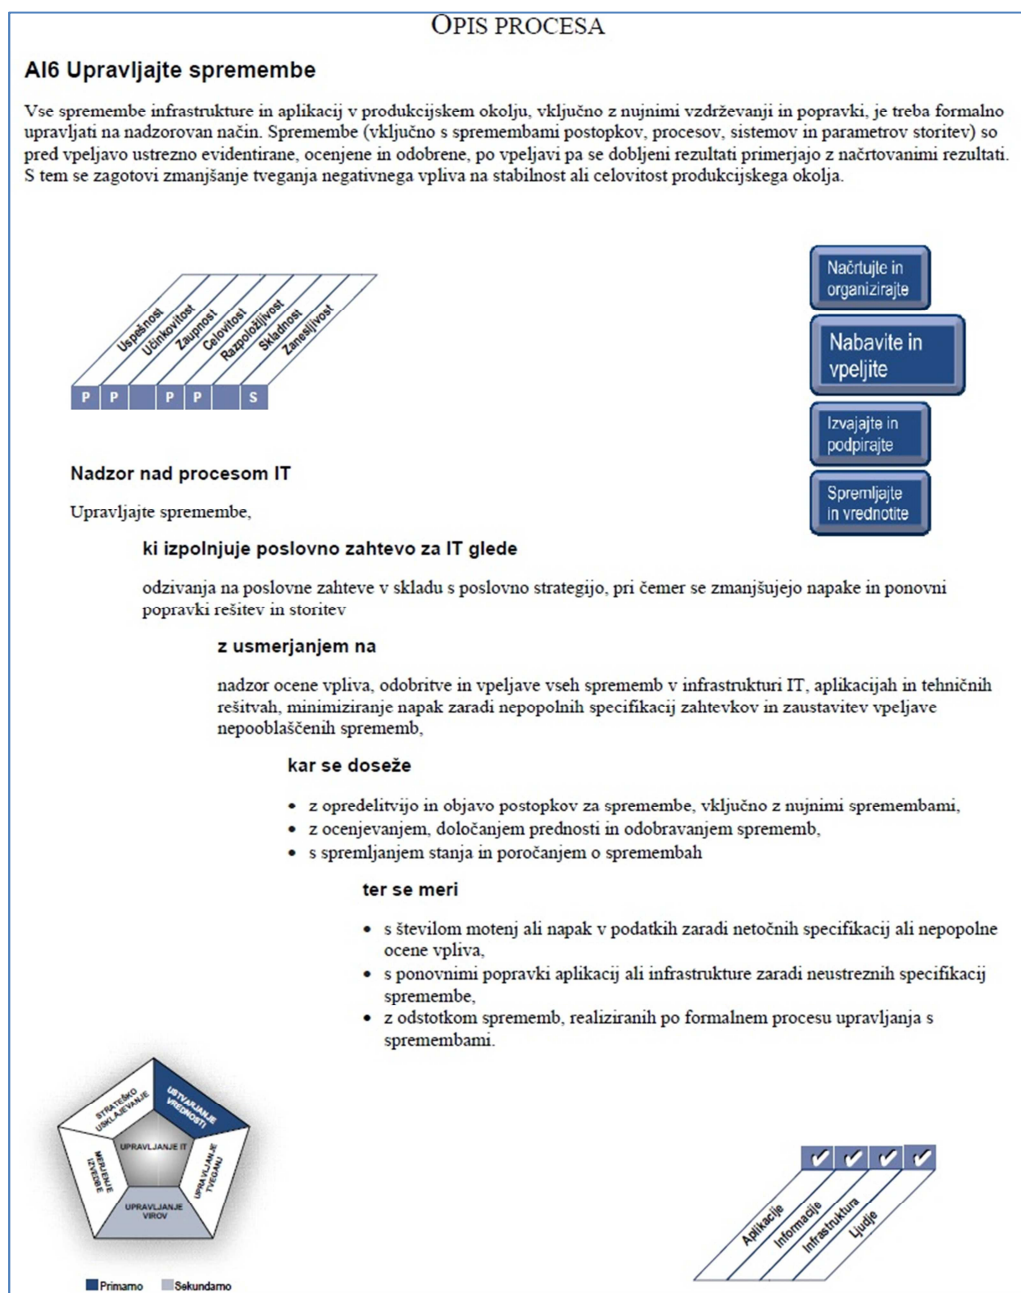 OPIS PROCESA
AI6 Upravljajte spremembe
Vse spremembe infrastrukture in aplikacij v produkcijskem okolju, vključno z nujnimi vzdrževanji in popravki, je treba formalno
upravljati na nadzorovan način. Spremembe (vključno s spremembami postopkov, procesov, sistemov in parametrov storitev) so
pred vpeljavo ustrezno evidentirane, ocenjene in odobrene, po vpeljavi pa se dobljeni rezultati primerjajo z načrtovanimi rezultati.
S tem se zagotovi zmanjšanje tveganja negativnega vpliva na stabilnost ali celovitost produkcijskega okolja.
Uspešnost
Učinkovitost
Zaupnost
Celovitost
Razpoložljivost
Skladnost
Zanesljivost
P P P P S
Načrtujte in
organizirajte
Nabavite in
vpeljite
Izvajajte in
podpirajte
Spremljajte
in vrednotite
Nadzor nad procesom IT
Upravljajte spremembe,
ki izpolnjuje poslovno zahtevo za IT glede
odzivanja na poslovne zahteve v skladu s poslovno strategijo, pri čemer se zmanjšujejo napake in ponovni
popravki rešitev in storitev
z usmerjanjem na
nadzor ocene vpliva, odobritve in vpeljave vseh sprememb v infrastrukturi IT, aplikacijah in tehničnih
rešitvah, minimiziranje napak zaradi nepopolnih specifikacij zahtevkov in zaustavitev vpeljave
nepooblaščenih sprememb,
kar se doseže
• z opredelitvijo in objavo postopkov za spremembe, vključno z nujnimi spremembami,
• z ocenjevanjem, določanjem prednosti in odobravanjem sprememb,
• s spremljanjem stanja in poročanjem o spremembah
ter se meri
• s številom motenj ali napak v podatkih zaradi netočnih specifikacij ali nepopolne
ocene vpliva,
• s ponovnimi popravki aplikacij ali infrastrukture zaradi neustreznih specifikacij
spremembe,
• z odstotkom sprememb, realiziranih po formalnem procesu upravljanja s
spremembami.
STRATEŠKO
USKLAJEVANJE
USTVARJANJE
VREDNOSTI
UPRAVLJANJE IT
MERJENJE
IZVEDBE
UPRAVLJANJE
TVEGANJ
UPRAVLJANJE
VIROV
Primarno Sekundarno
Aplikacije
Informacije
Infrastruktura
Ljudje